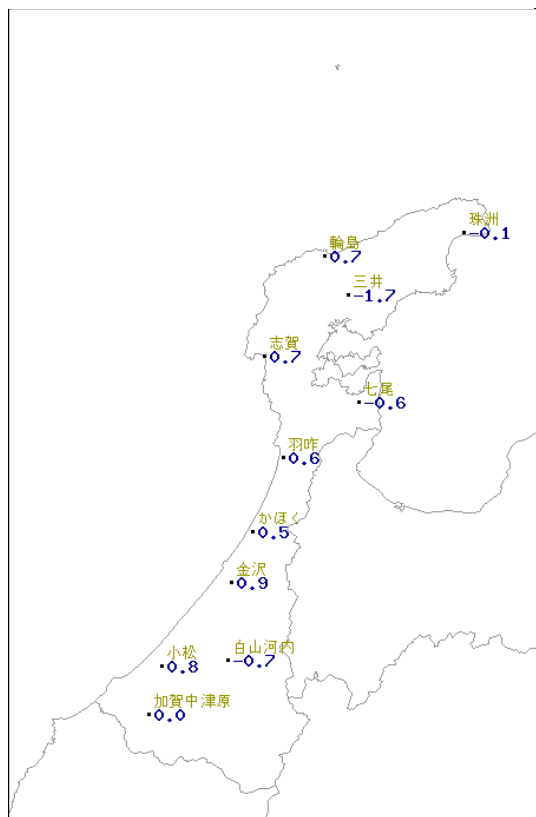 珠洲
-0.1
輪島
0.7
三井
-1.7
志賀
0.7
七尾
-0.6
羽咋
0.6
かほく
0.5
金沢
0.9
白山河内
-0.7
小松
0.8
加賀中津原
0.0